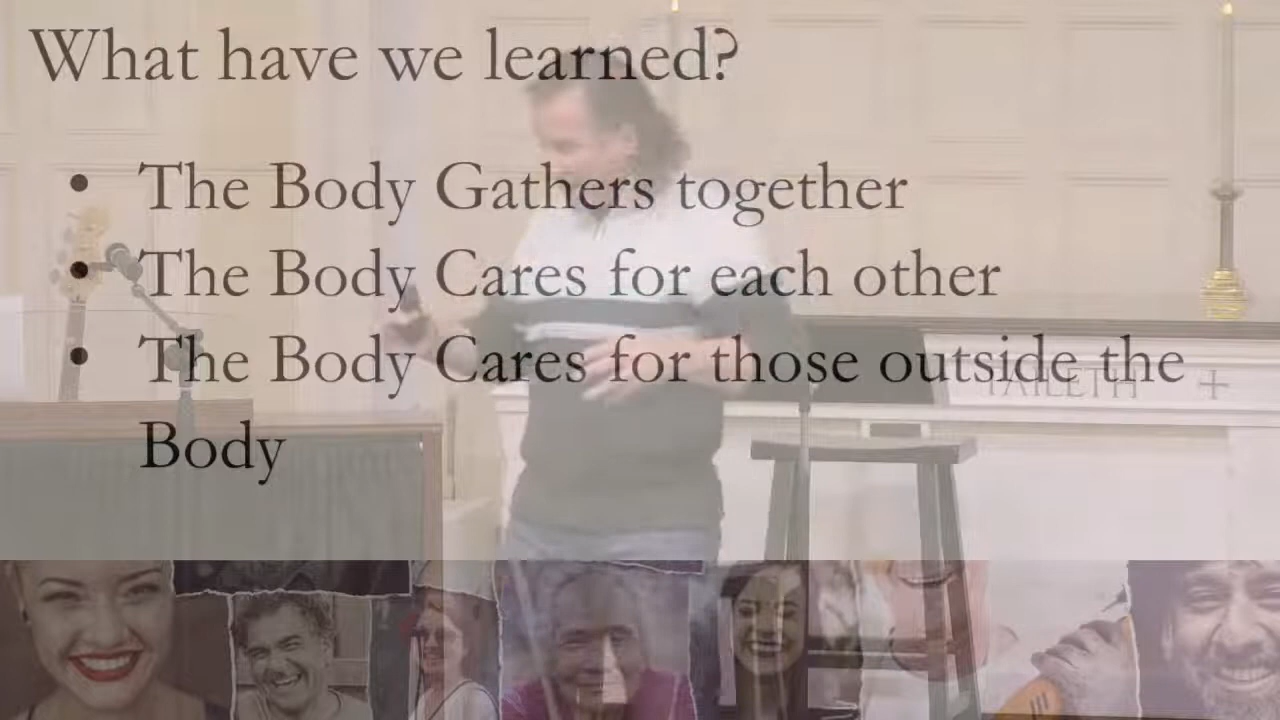 What have we learned?
• The Body Gathers together
• The Body Cares for each other
• The Body Cares for those outside the
Body